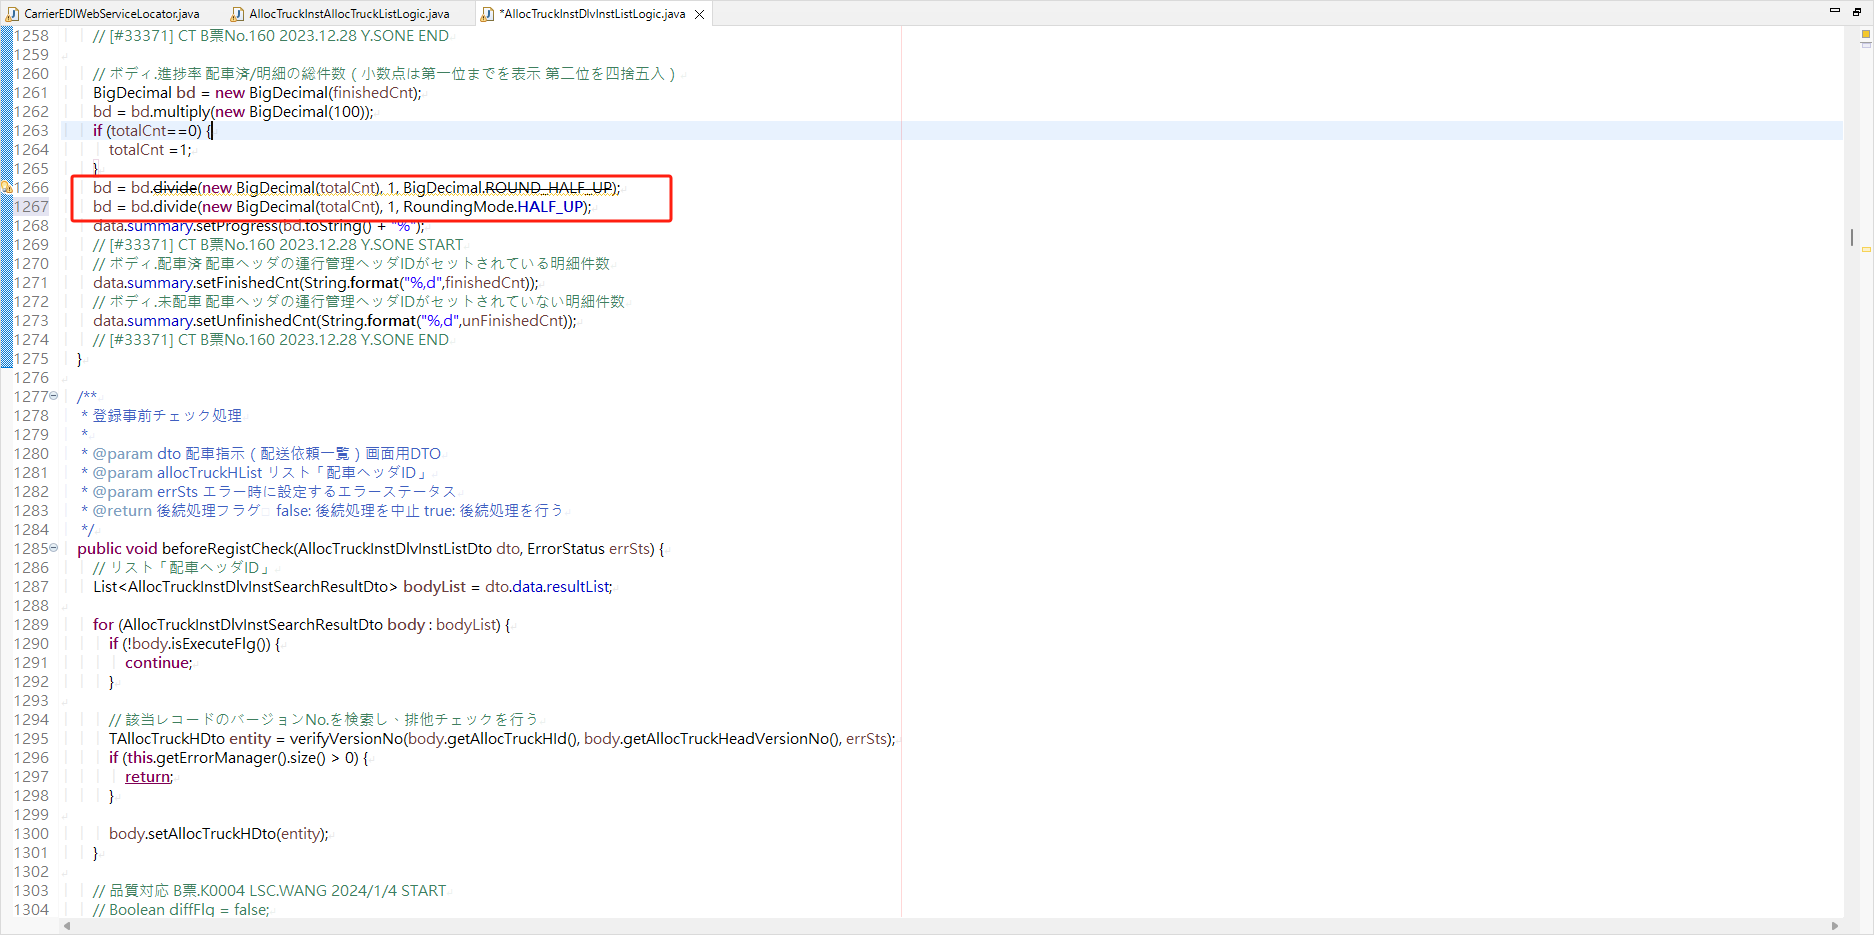 CarrierEDIWebServiceLocator.java AllocTruckInstAllocTruckListLogic.java *AllocTruckInstDlvInstListLogic.java
1258 // [#33371] CT B票No.160 2023.12.28 Y.SONE END
1259
1260 // ボディ.進捗率 配車済/明細の総件数（小数点は第一位までを表示 第二位を四捨五入）
1261 BigDecimal bd = new BigDecimal(finishedCnt);
1262 bd = bd.multiply(new BigDecimal(100));
1263 if (totalCnt==0) {
1264 totalCnt =1;
1265 }
1266 bd = bd.divide(new BigDecimal(totalCnt), 1, BigDecimal.ROUND_HALF_UP);
1267 bd = bd.divide(new BigDecimal(totalCnt), 1, RoundingMode.HALF_UP);
1268 data.summary.setProgress(bd.toString() + "%");
1269 // [#33371] CT B票No.160 2023.12.28 Y.SONE START
1270 // ボディ.配車済 配車ヘッダの運行管理ヘッダIDがセットされている明細件数
1271 data.summary.setFinishedCnt(String.format("%,d",finishedCnt));
1272 // ボディ.未配車 配車ヘッダの運行管理ヘッダIDがセットされていない明細件数
1273 data.summary.setUnfinishedCnt(String.format("%,d",unFinishedCnt));
1274 // [#33371] CT B票No.160 2023.12.28 Y.SONE END
1275 }
1276
1277 /**
1278 * 登録事前チェック処理
1279 *
1280 * @param dto 配車指示（配送依頼一覧）画面用DTO
1281 * @param allocTruckHList リスト「配車ヘッダID」
1282 * @param errSts エラー時に設定するエラーステータス
1283 * @return 後続処理フラグ　false: 後続処理を中止 true: 後続処理を行う
1284 */
1285 public void beforeRegistCheck(AllocTruckInstDlvInstListDto dto, ErrorStatus errSts) {
1286 // リスト「配車ヘッダID」
1287 List<AllocTruckInstDlvInstSearchResultDto> bodyList = dto.data.resultList;
1288
1289 for (AllocTruckInstDlvInstSearchResultDto body : bodyList) {
1290 if (!body.isExecuteFlg()) {
1291 continue;
1292 }
1293
1294 // 該当レコードのバージョンNo.を検索し、排他チェックを行う
1295 TAllocTruckHDto entity = verifyVersionNo(body.getAllocTruckHId(), body.getAllocTruckHeadVersionNo(), errSts);
1296 if (this.getErrorManager().size() > 0) {
1297 return;
1298 }
1299
1300 body.setAllocTruckHDto(entity);
1301 }
1302
1303 // 品質対応 B票.K0004 LSC.WANG 2024/1/4 START
1304 // Boolean diffFlg = false;